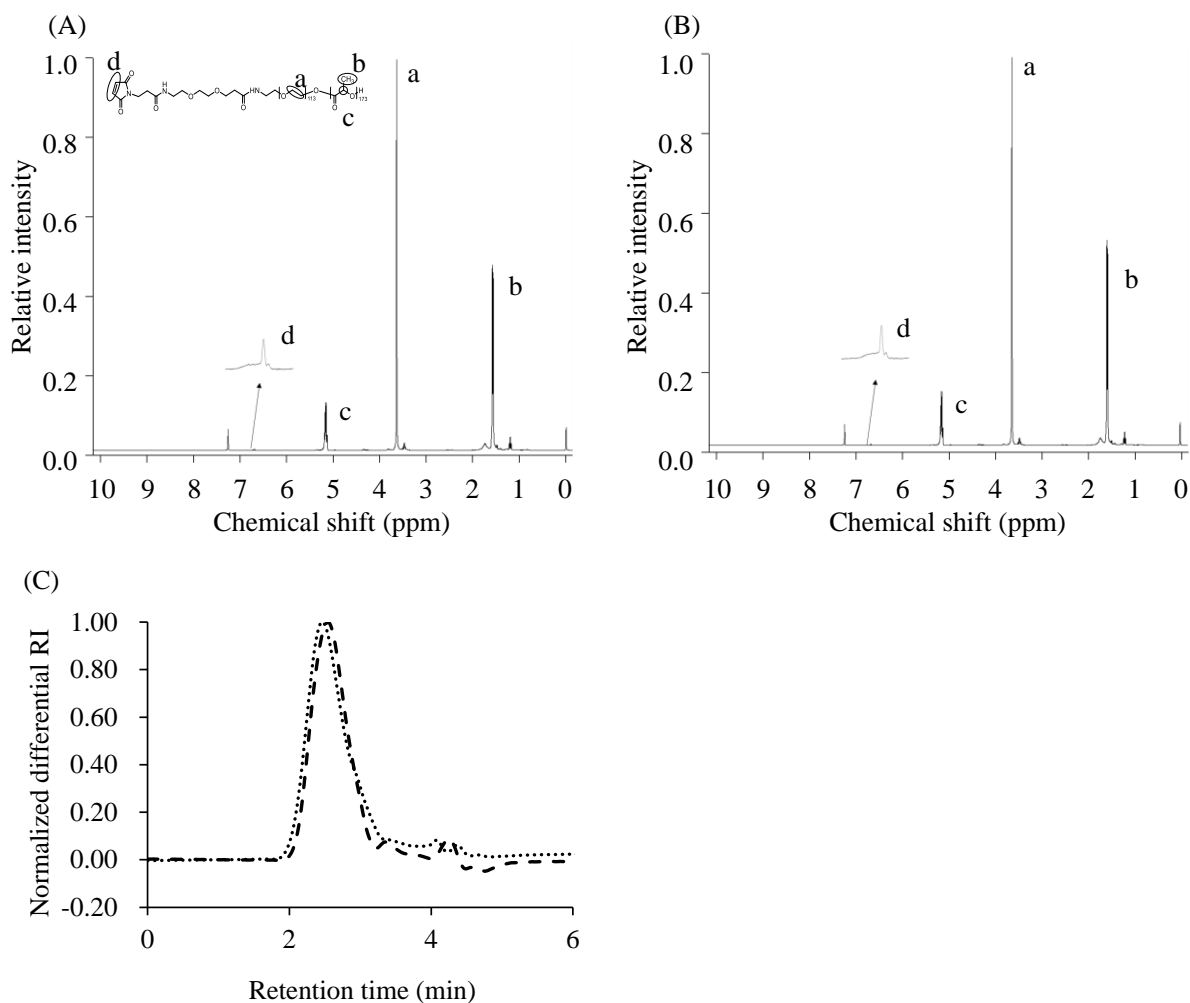 (A)
(B)
d
b
a
c
O
O
N
H
N
O
O
O
HN
O
O
113
O
O
CH3
O
H
173
1.0
0.8
0.6
0.4
0.2
0.0
Relative intensity
a
b
c
d
10 9 8 7 6 5 4 3 2 1 0
Chemical shift (ppm)
1.0
0.8
0.6
0.4
0.2
0.0
Relative intensity
a
b
c
d
10 9 8 7 6 5 4 3 2 1 0
Chemical shift (ppm)
(C)
1.00
0.80
0.60
0.40
0.20
0.00
-0.20
Normalized differential RI
0 2 4 6
Retention time (min)